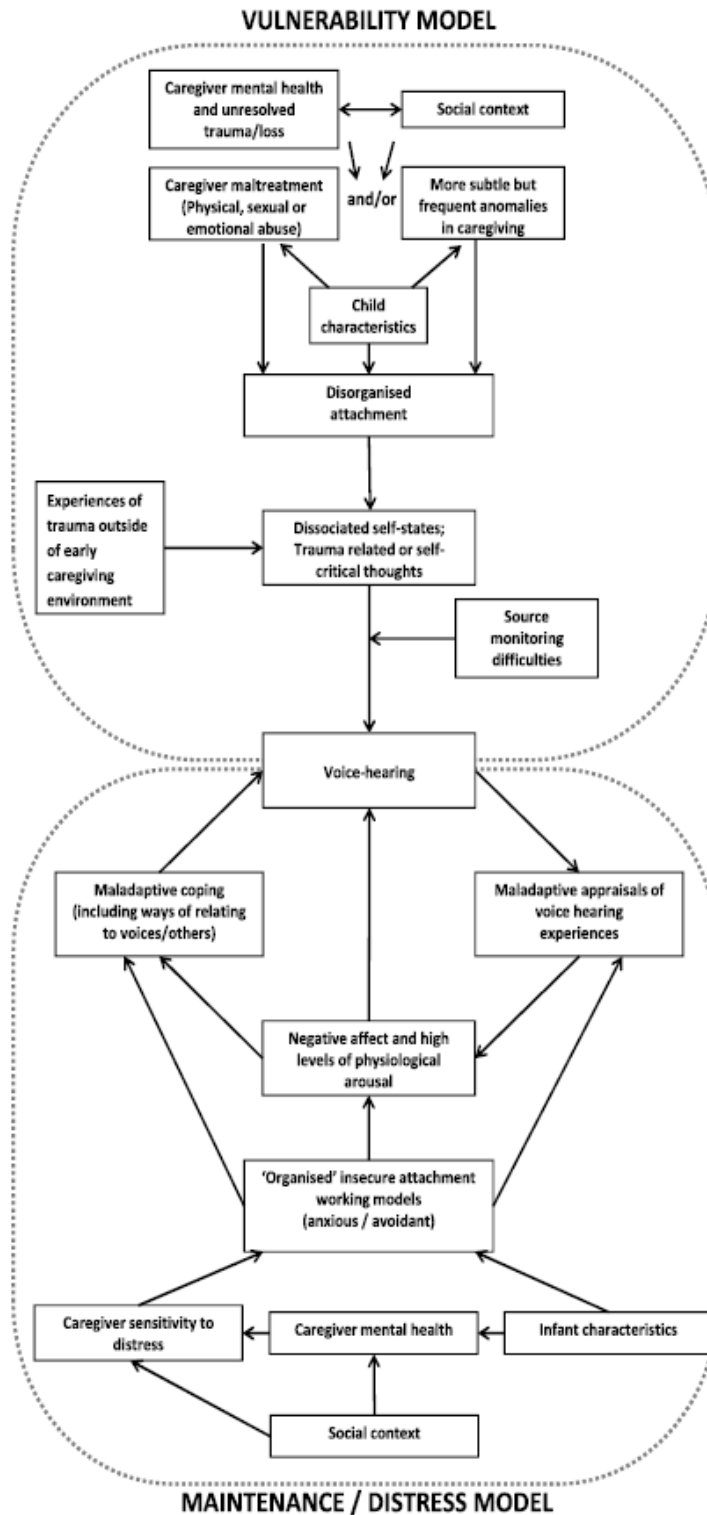 VULNERABILITY MODEL
Caregiver mental health
and unresolved
trauma/loss
Social context
Caregiver maltreatment
(Physical, sexual or
emotional abuse)
and/or
More subtle but
frequent anomalies
in caregiving
Child
characteristics
Disorganised
attachment
Experiences of
trauma outside
of early
caregiving
environment
Dissociated self-states;
Trauma related or self-
critical thoughts
Source
monitoring
difficulties
Voice-hearing
Maladaptive coping
(including ways of relating
to voices/others)
Maladaptive appraisals of
voice hearing
experiences
Negative affect and high
levels of physiological
arousal
‘Organised’ insecure attachment
working models
(anxious / avoidant)
Caregiver sensitivity to
distress
Caregiver mental health
Infant characteristics
Social context
MAINTENANCE / DISTRESS MODEL